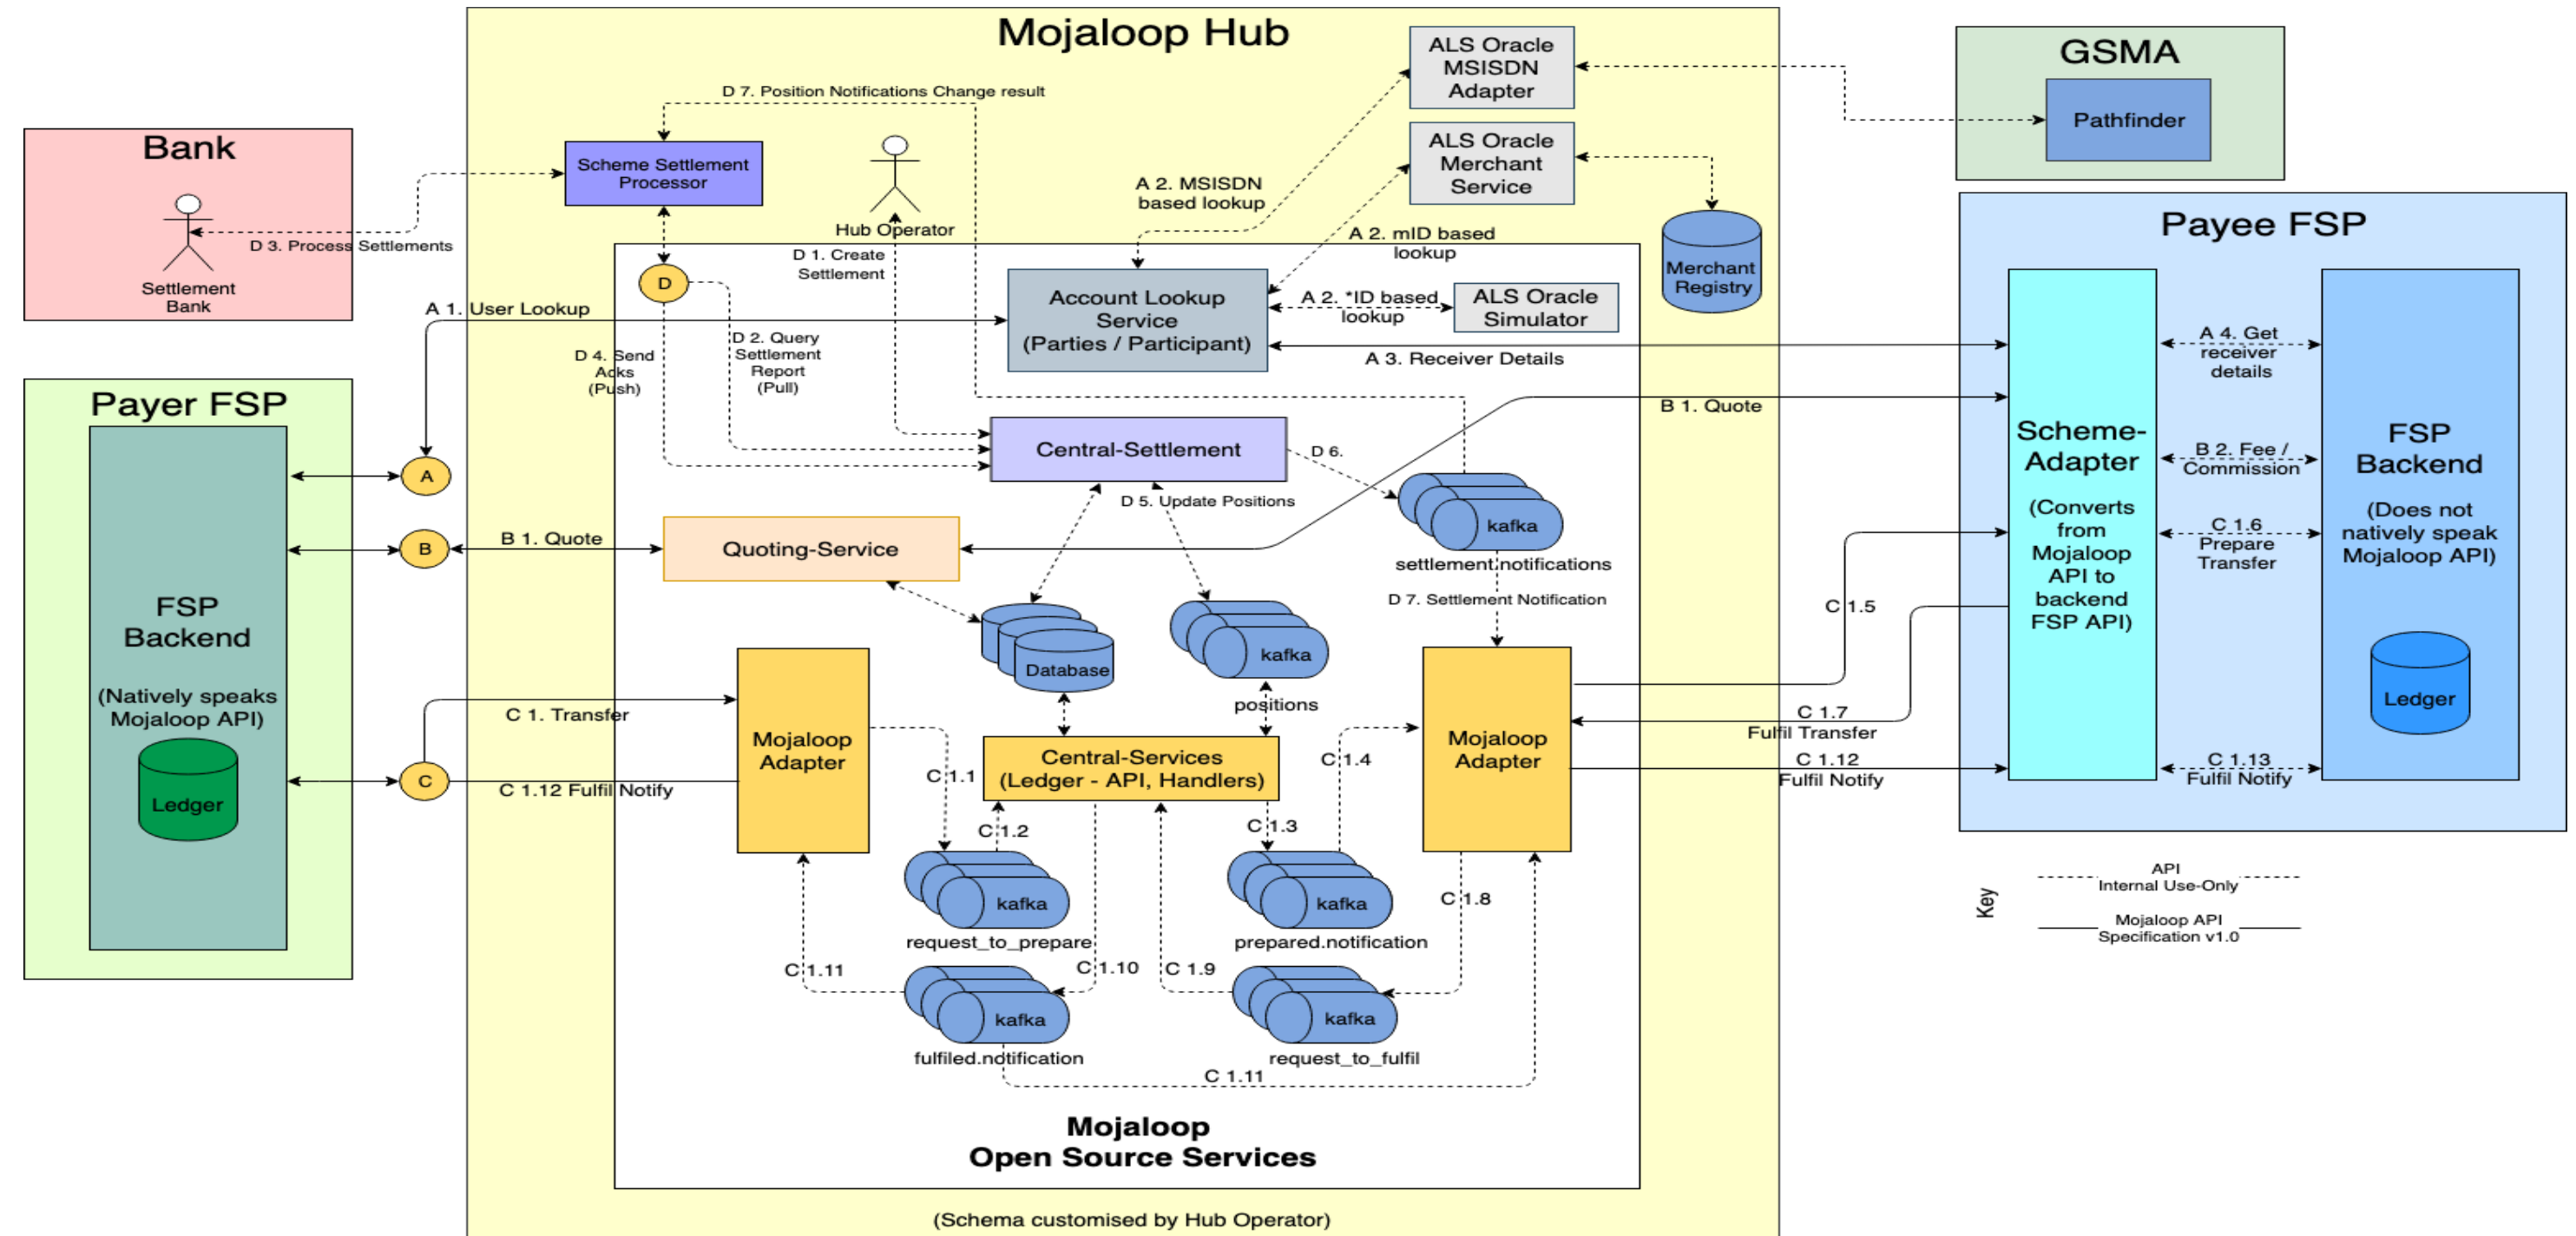 Mojaloop Hub
ALS Oracle
MSISDN
Adapter
GSMA
Pathfinder
D 7. Position Notifications Change result
Bank
Settlement
Bank
D 3. Process Settlements
Scheme Settlement
Processor
Hub Operator
ALS Oracle
Merchant
Service
A 2. MSISDN
based lookup
A 2. mID based
lookup
Merchant
Registry
D 1. Create
Settlement
D
A 1. User Lookup
Account Lookup
Service
(Parties / Participant)
A 2. *ID based
lookup
ALS Oracle
Simulator
A 3. Receiver Details
D 4. Send
Acks
(Push)
D 2. Query
Settlement
Report
(Pull)
Payee FSP
Scheme-
Adapter
(Converts
from
Mojaloop
API to
backend
FSP API)
A 4. Get
receiver
details
B 2. Fee /
Commission
C 1.6
Prepare
Transfer
C 1.13
Fulfil Notify
FSP
Backend
(Does not
natively speak
Mojaloop API)
Ledger
Payer FSP
FSP
Backend
(Natively speaks
Mojaloop API)
Ledger
A
B
C
B 1. Quote
Quoting-Service
Central-Settlement
D 6.
D 5. Update Positions
B 1. Quote
kafka
settlement.notifications
D 7. Settlement Notification
Database
kafka
positions
C 1. Transfer
C 1.12 Fulfil Notify
Mojaloop
Adapter
Central-Services
(Ledger - API, Handlers)
Mojaloop
Adapter
C 1.5
C 1.7
Fulfil Transfer
C 1.12
Fulfil Notify
C 1.1
C 1.2
C 1.3
C 1.4
kafka
request_to_prepare
kafka
prepared.notification
C 1.8
C 1.11
C 1.10
C 1.9
kafka
fulfiled.notification
kafka
request_to_fulfil
C 1.11
Mojaloop
Open Source Services
(Schema customised by Hub Operator)
Key
API
Internal Use-Only
Mojaloop API
Specification v1.0